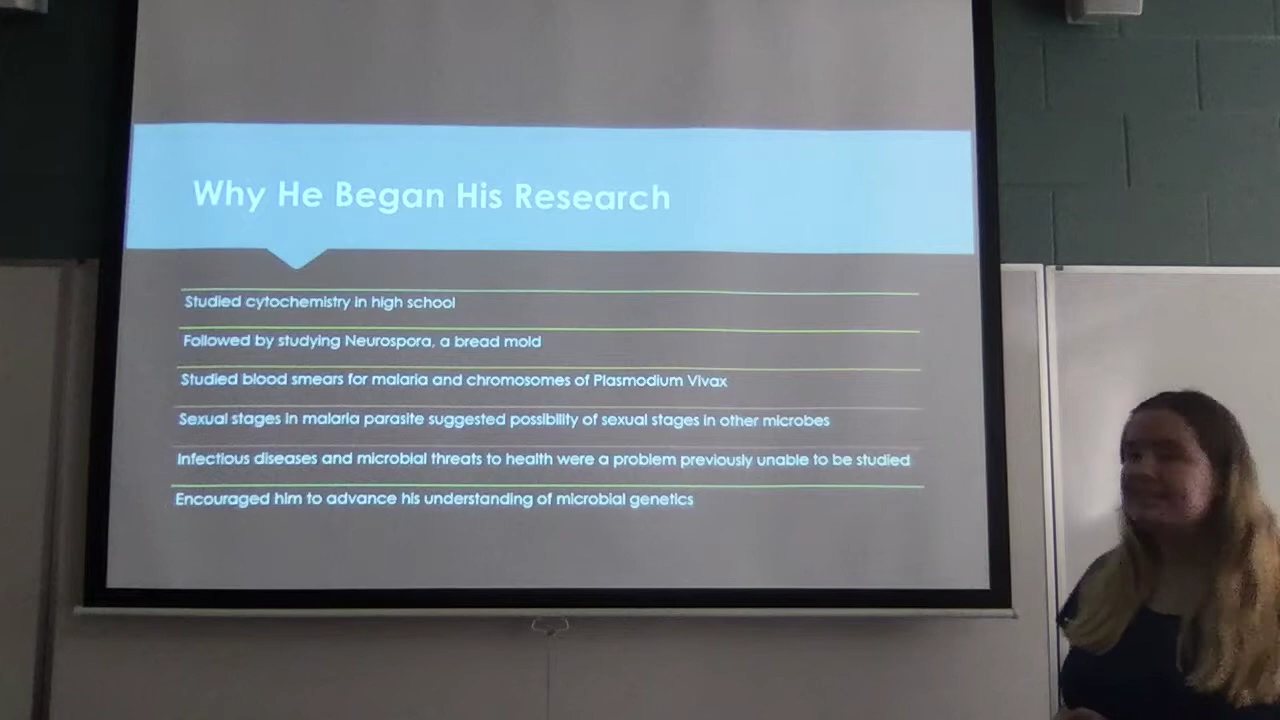 Why He Began His Research
Studied cytochemistry in high school
Followed by studying Neurospora, a bread mold
Studied blood smears for malaria and chromosomes of Plasmodium Vivax
Sexual stages in malaria parasite suggested possibility of sexual stages in other microbes
Infectious diseases and microbial threats to health were a problem previously unable to be studied
Encouraged him to advance his understanding of microbial genetics